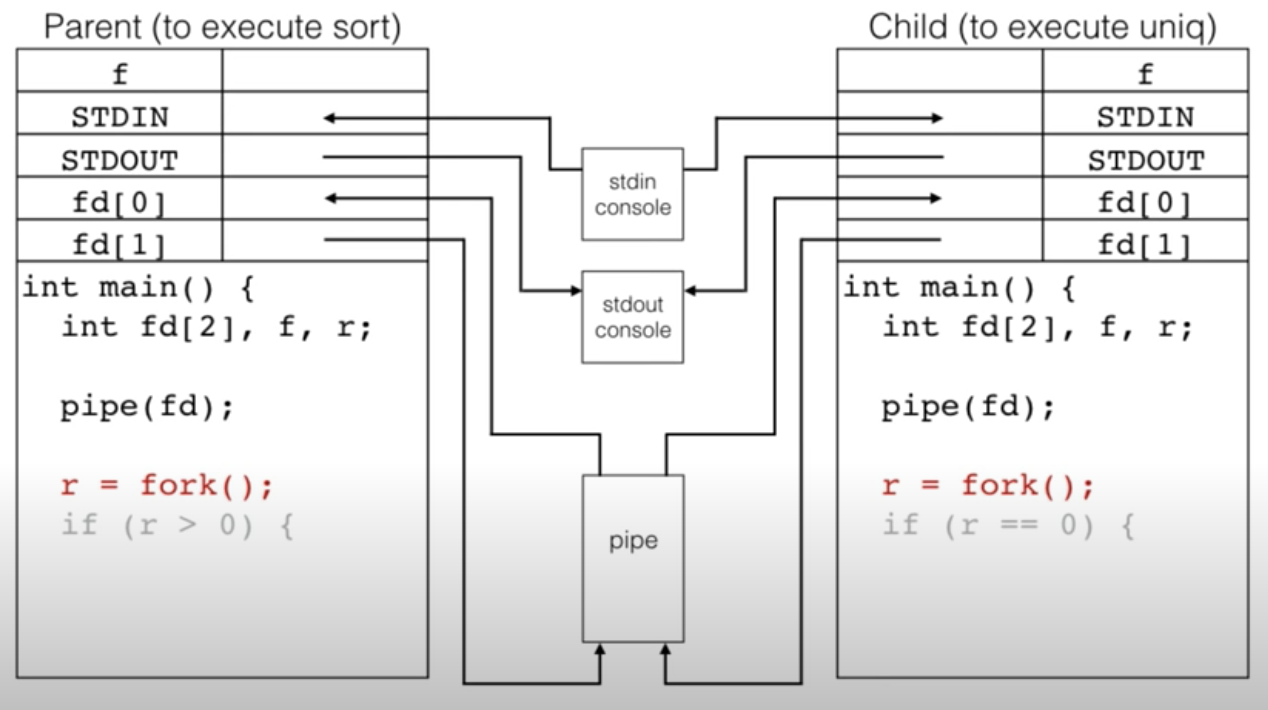 Parent (to execute sort)
f
STDIN
STDOUT
fd[0]
fd[1]
int main() {
int fd[2], f, r;
pipe(fd);
r = fork();
if (r > 0) {
stdin
console
stdout
console
pipe
Child (to execute uniq)
f
STDIN
STDOUT
fd[0]
fd[1]
int main() {
int fd[2], f, r;
pipe(fd);
r = fork();
if (r == 0) {